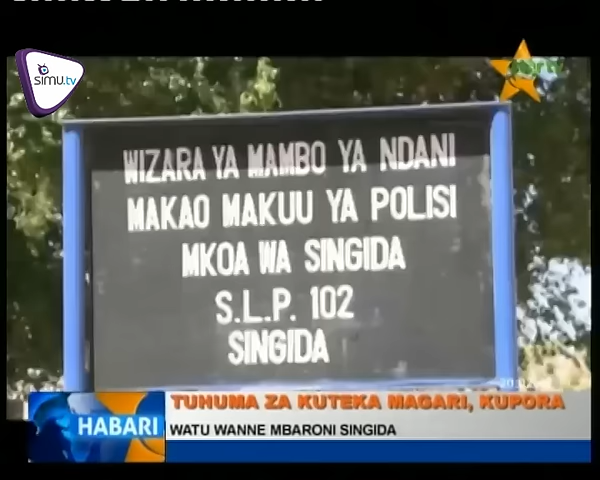 simu.tv
WIZARA YA MAMBO YA NDANI
MAKAO MAKUU YA POLISI
MKOA WA SINGIDA
S.L.P. 102
SINGIDA
HABARI
TUHUMA ZA KUTEKA MAGARI, KUPORA
WATU WANNE MBARONI SINGIDA